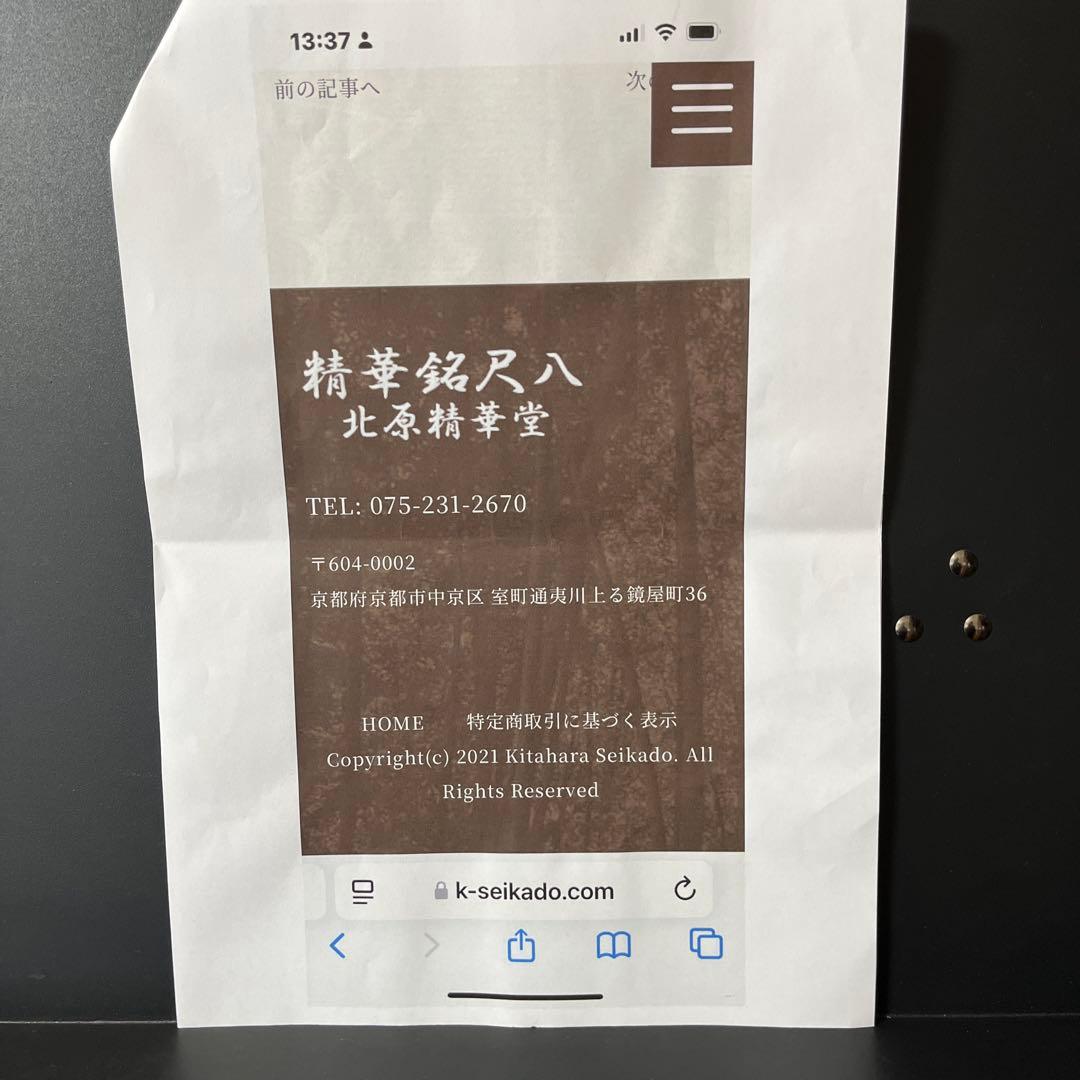 13:37
前の記事へ
次の
精華銘尺八
北原精華堂
TEL: 075-231-2670
〒604-0002
京都府京都市中京区 室町通夷川上る鏡屋町36
HOME 特定商取引に基づく表示
Copyright(c) 2021 Kitahara Seikado. All
Rights Reserved
k-seikado.com